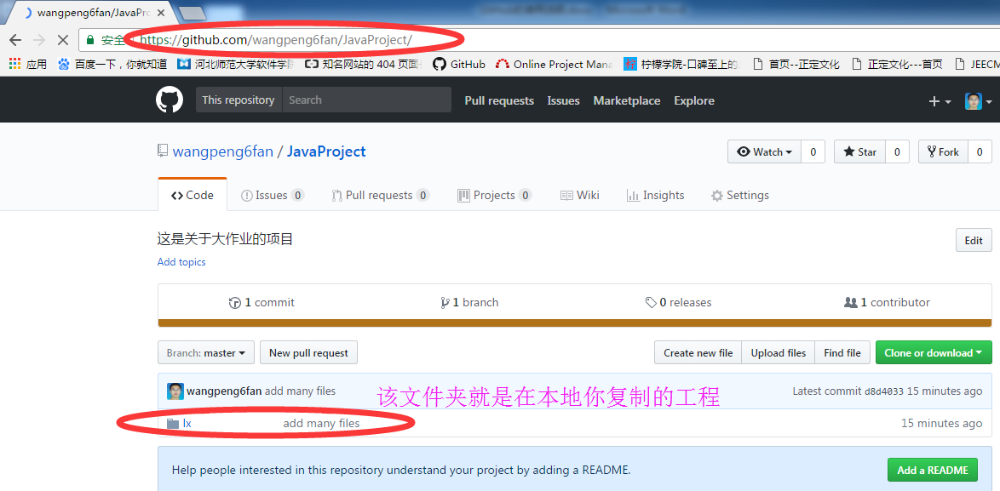 wangpeng6fan/JavaPr
安全 https://github.com/wangpeng6fan/JavaProject/
应用 百度一下，你就知道 河北师范大学软件学 知名网站的 404 页面 GitHub Online Project Mana 柠檬学院-口碑至上的 首页--正定文化 正定文化---首页 JEECM
This repository Search Pull requests Issues Marketplace Explore
wangpeng6fan / JavaProject
Watch 0 Star 0 Fork 0
Code Issues 0 Pull requests 0 Projects 0 Wiki Insights Settings
这是关于大作业的项目
Edit
Add topics
1 commit 1 branch 0 releases 1 contributor
Branch: master New pull request Create new file Upload files Find file Clone or download
wangpeng6fan add many files Latest commit d8d4033 15 minutes ago
该文件夹就是在本地你复制的工程
lx add many files 15 minutes ago
Help people interested in this repository understand your project by adding a README. Add a README